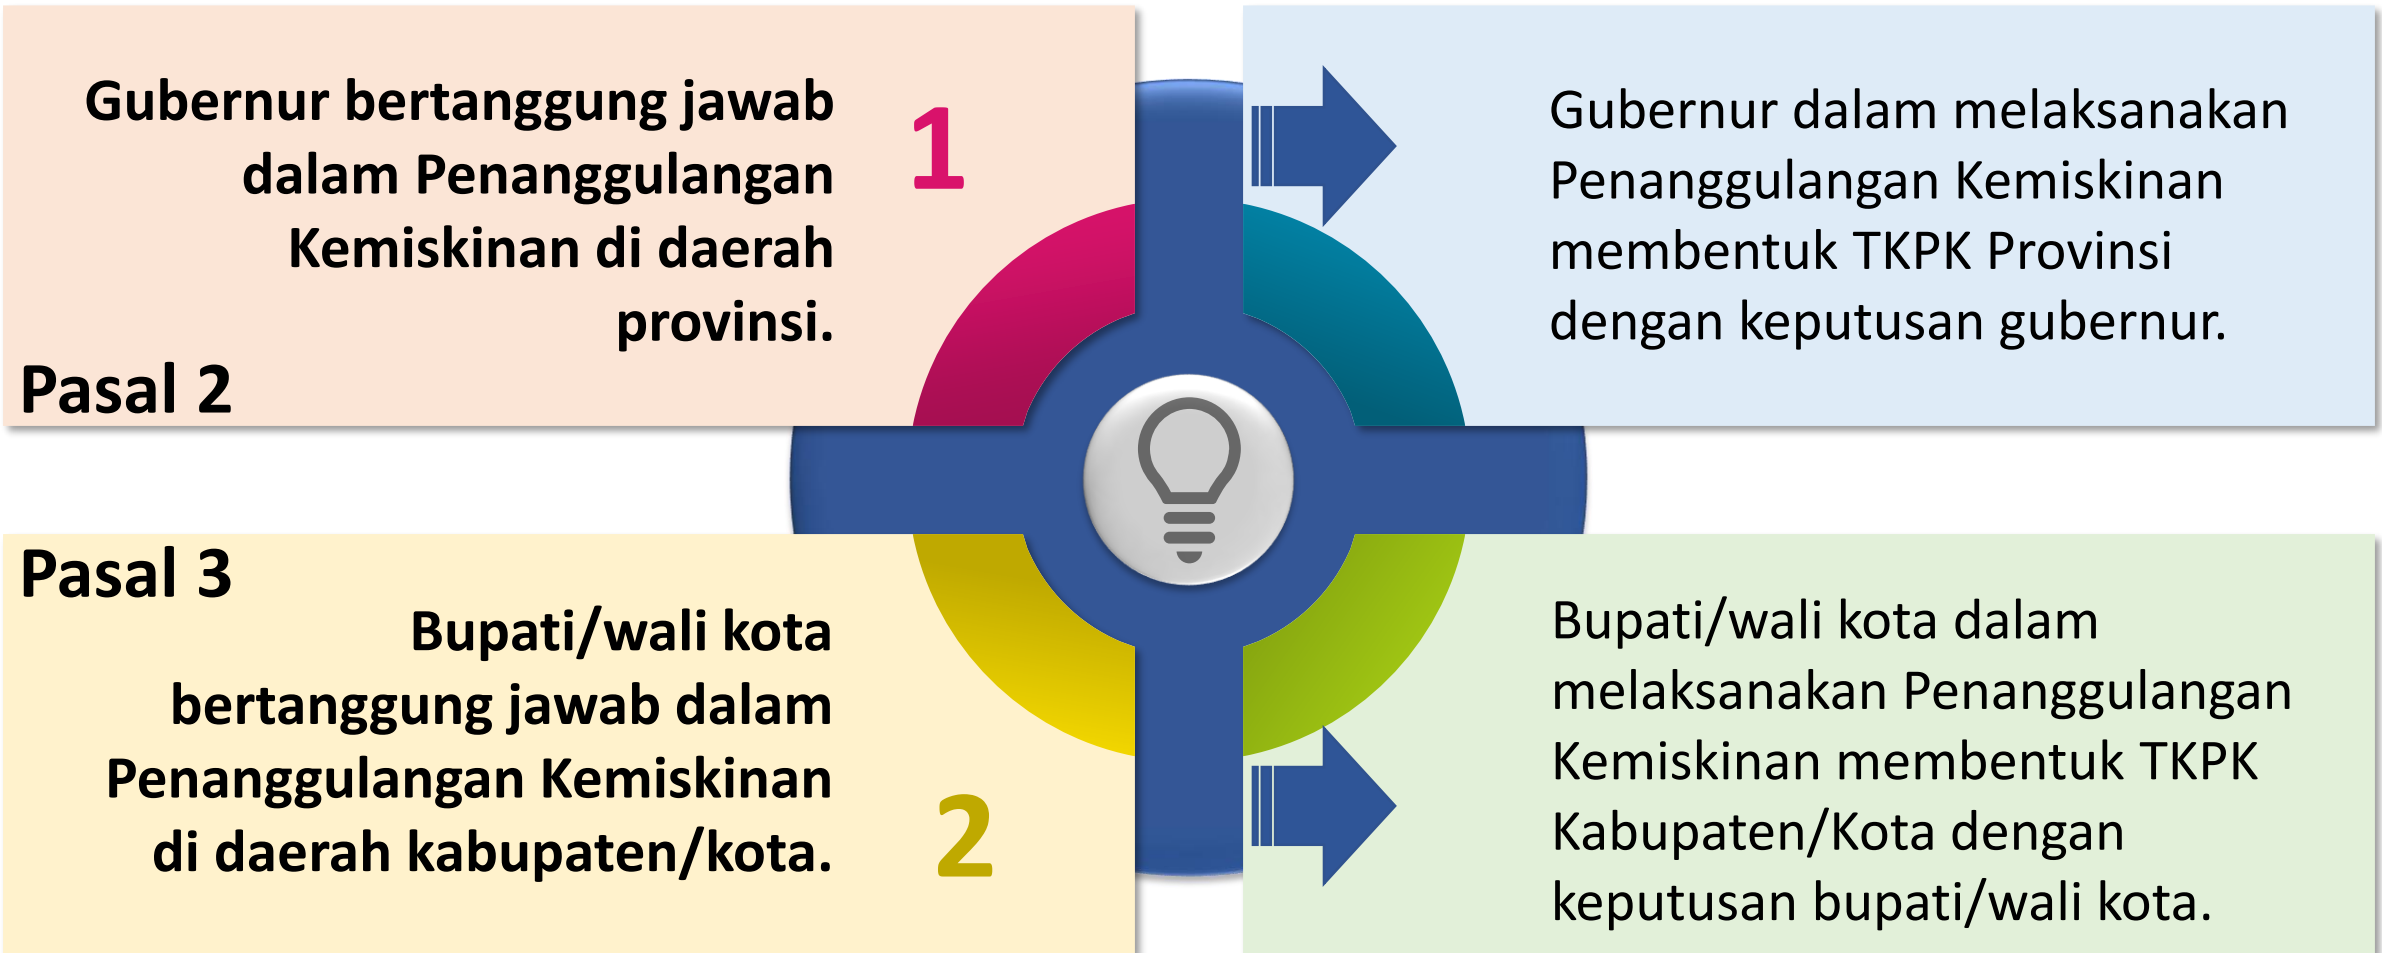 Gubernur bertanggung jawab
dalam Penanggulangan
Kemiskinan di daerah
provinsi.
Pasal 2
1
Gubernur dalam melaksanakan
Penanggulangan Kemiskinan
membentuk TKPK Provinsi
dengan keputusan gubernur.
Pasal 3
Bupati/wali kota
bertanggung jawab dalam
Penanggulangan Kemiskinan
di daerah kabupaten/kota.
2
Bupati/wali kota dalam
melaksanakan Penanggulangan
Kemiskinan membentuk TKPK
Kabupaten/Kota dengan
keputusan bupati/wali kota.